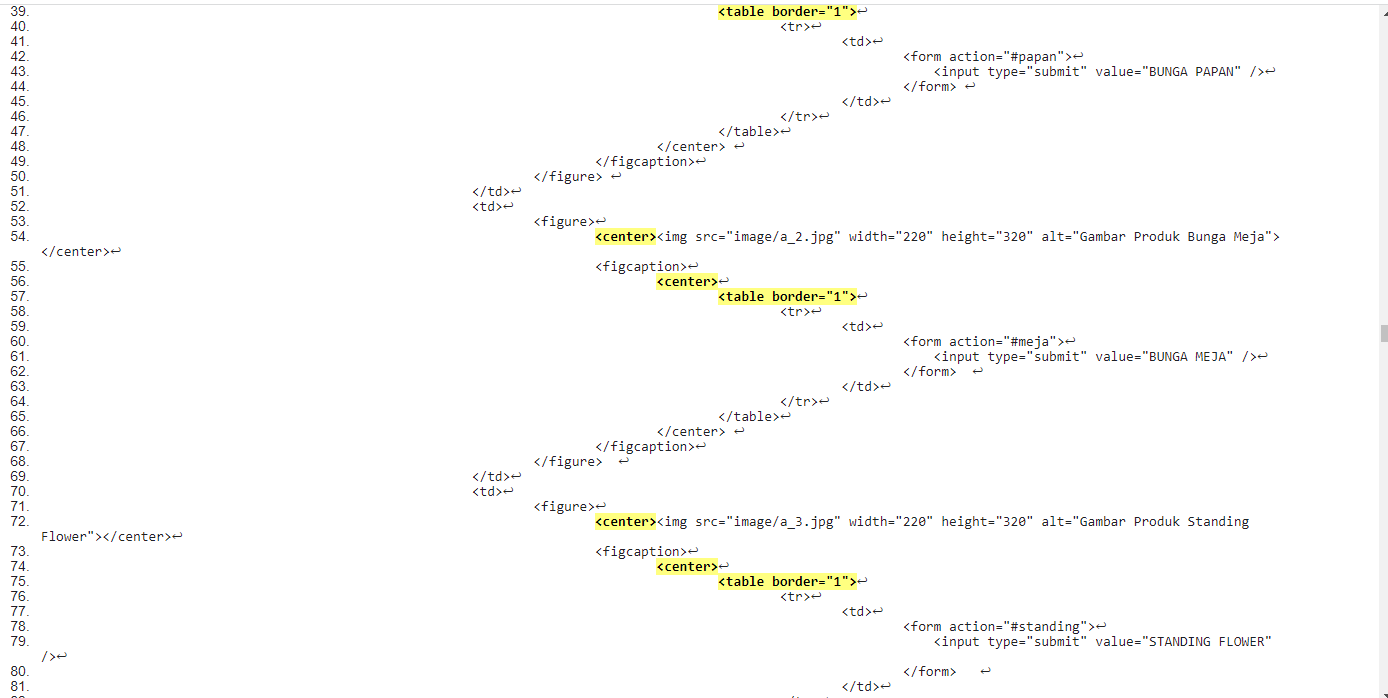 39. <table border="1">↩
40. <tr>↩
41. <td>↩
42. <form action="#papan">↩
43. <input type="submit" value="BUNGA PAPAN" />↩
44. </form> ↩
45. </td>↩
46. </tr>↩
47. </table>↩
48. </center> ↩
49. </figcaption>↩
50. </figure> ↩
51. </td>↩
52. <td>↩
53. <figure>↩
54. <center><img src="image/a_2.jpg" width="220" height="320" alt="Gambar Produk Bunga Meja">
</center>↩
55. <figcaption>↩
56. <center>↩
57. <table border="1">↩
58. <tr>↩
59. <td>↩
60. <form action="#meja">↩
61. <input type="submit" value="BUNGA MEJA" />↩
62. </form> ↩
63. </td>↩
64. </tr>↩
65. </table>↩
66. </center> ↩
67. </figcaption>↩
68. </figure> ↩
69. </td>↩
70. <td>↩
71. <figure>↩
72. <center><img src="image/a_3.jpg" width="220" height="320" alt="Gambar Produk Standing
Flower"></center>↩
73. <figcaption>↩
74. <center>↩
75. <table border="1">↩
76. <tr>↩
77. <td>↩
78. <form action="#standing">↩
79. <input type="submit" value="STANDING FLOWER"
/>↩
80. </form> ↩
81. </td>↩